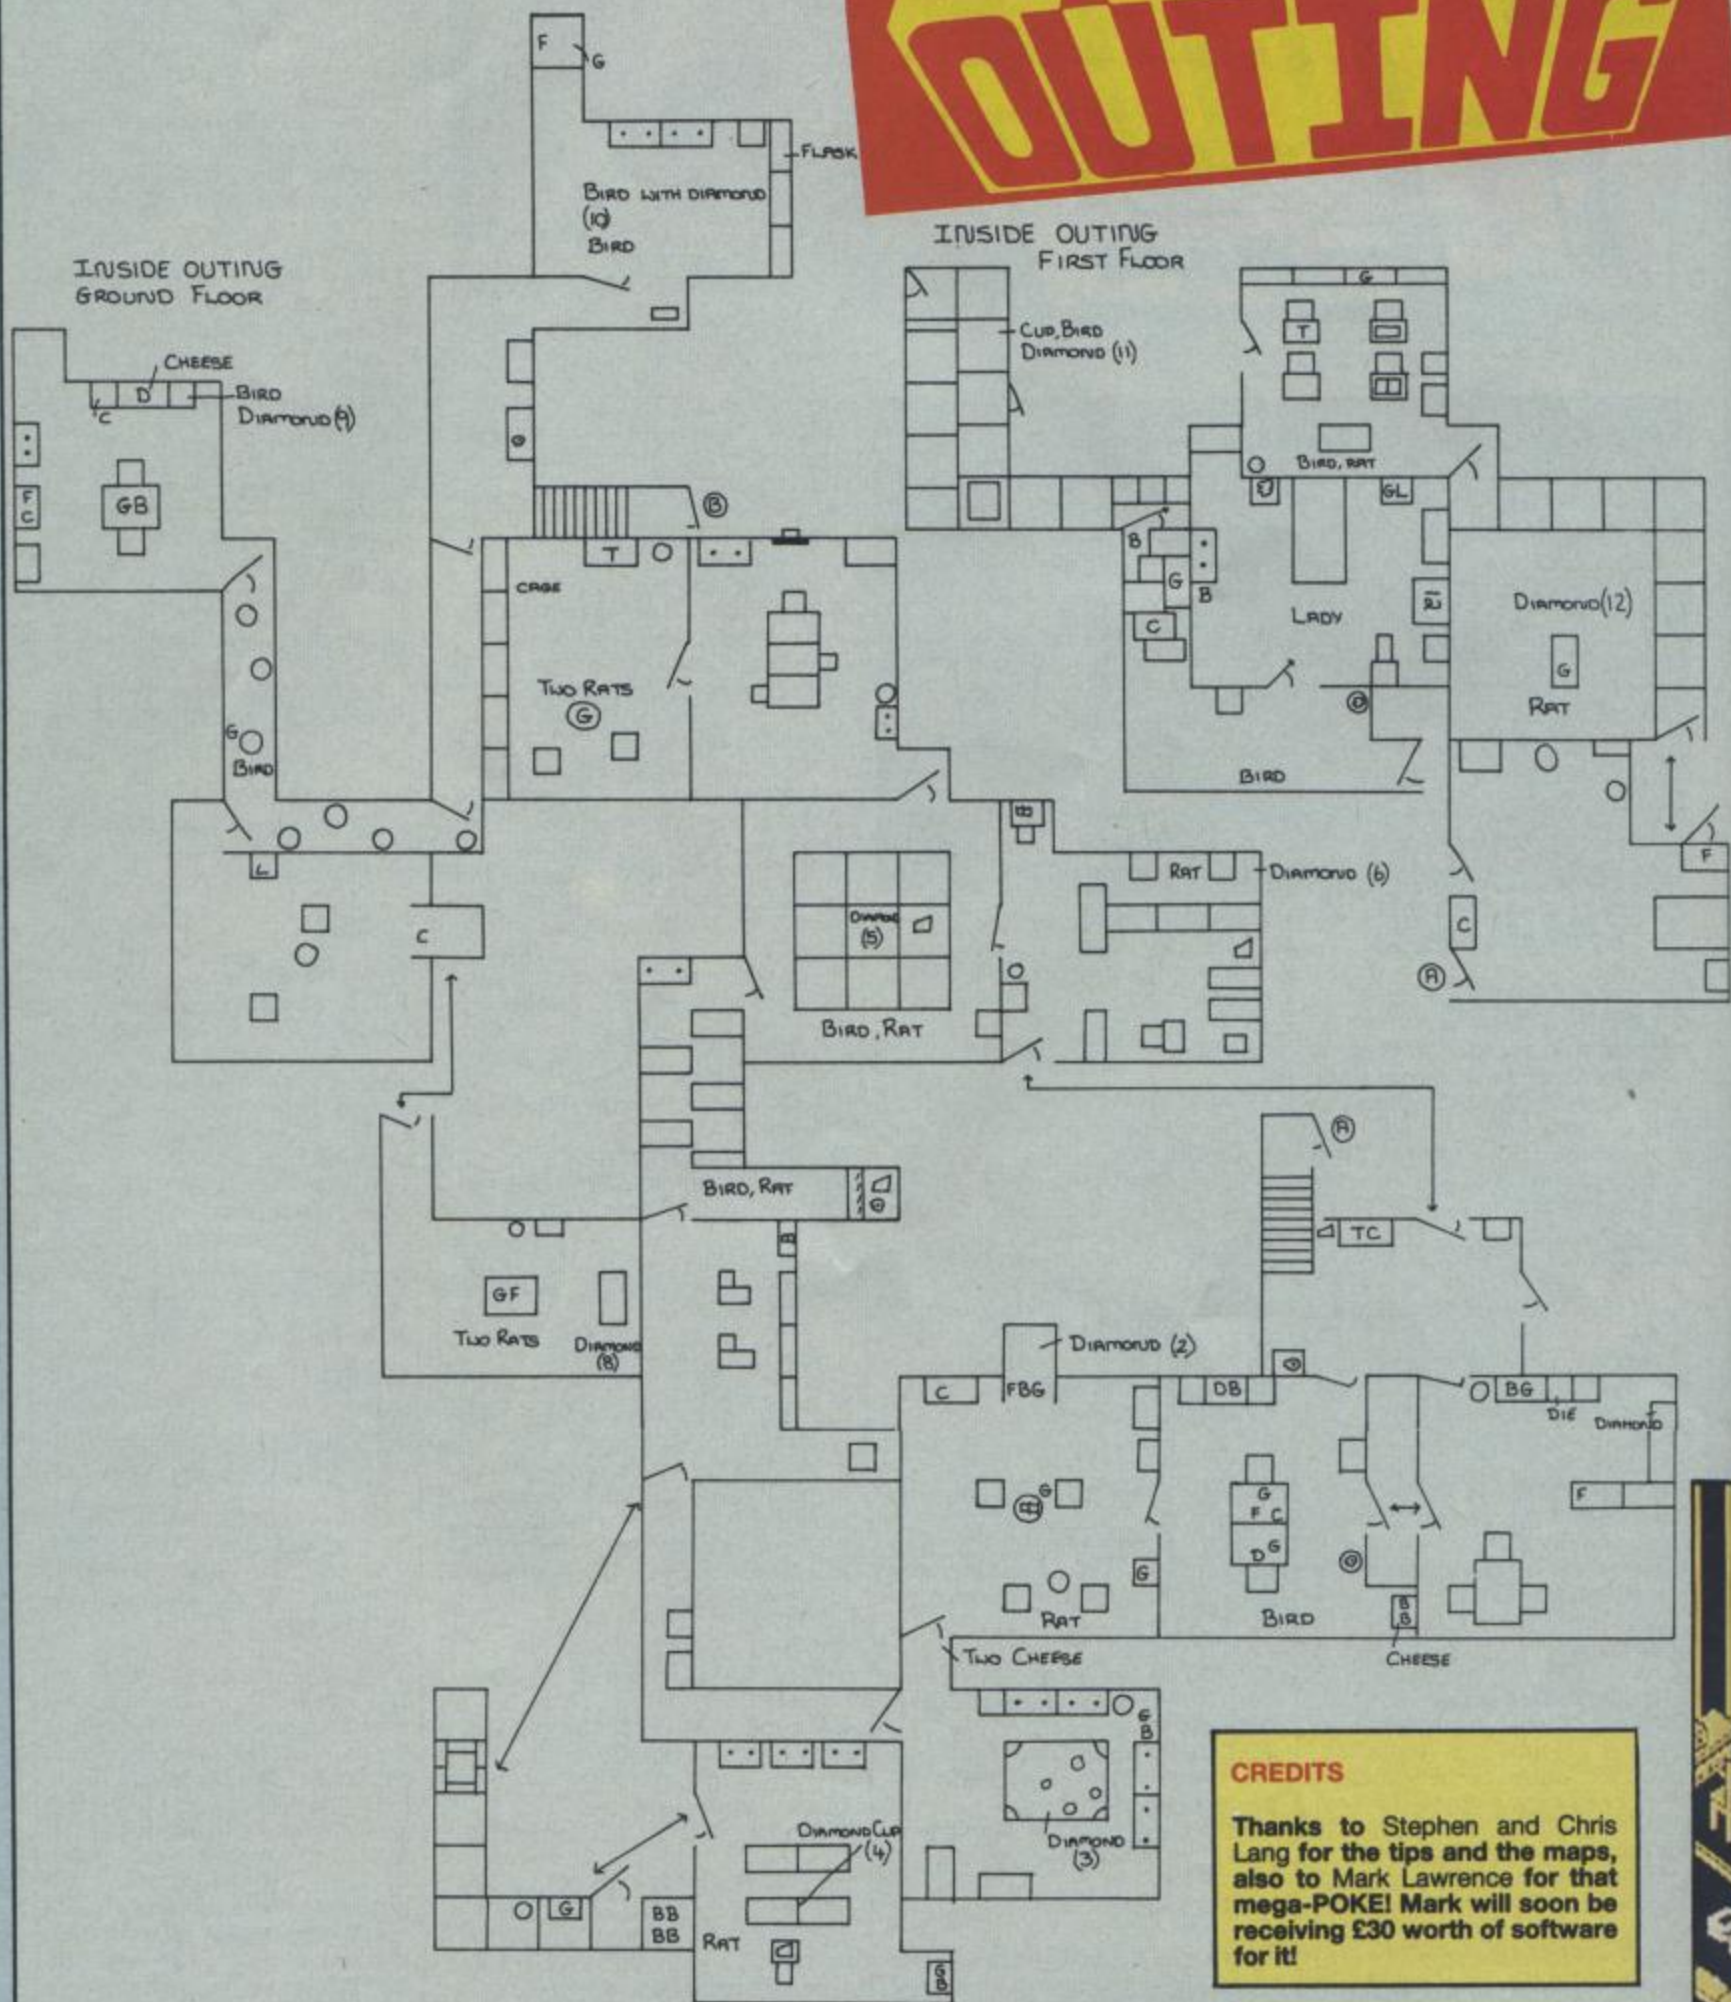 OUTING
F
G
FLASK
BIRD WITH DIAMOND
(10)
BIRD
INSIDE OUTING
GROUND FLOOR
CHEESE
D
C
BIRD
DIAMOND (9)
F
C
GB
B
T
CAGE
TWO RATS
G
G
BIRD
L
C
INSIDE OUTING
FIRST FLOOR
CUP, BIRD
DIAMOND (11)
G
T
BIRD, RAT
GL
B
G
B
C
LADY
DIAMOND (12)
G
RAT
BIRD
F
C
A
RAT
DIAMOND (6)
DIAMOND
(5)
BIRD, RAT
BIRD, RAT
A
TC
GF
TWO RATS
DIAMOND
(8)
DIAMOND (2)
C
FBG
DB
BG
DIE
DIAMOND
G
G
F C
G
D
F
G
RAT
BIRD
B
B
TWO CHEESE
CHEESE
G
B
DIAMOND CUP
(4)
DIAMOND
(3)
G
BB
BB
RAT
G
B
CREDITS
Thanks to Stephen and Chris
Lang for the tips and the maps,
also to Mark Lawrence for that
mega-POKE! Mark will soon be
receiving £30 worth of software
for it!